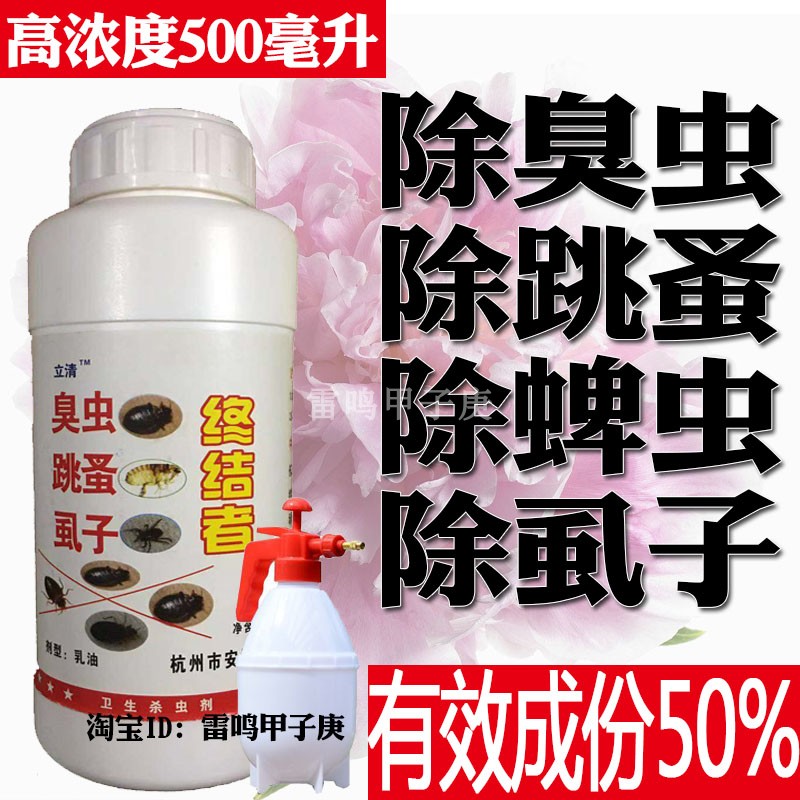 高浓度500毫升
除臭虫
除跳蚤
除蜱虫
除虱子
雷鸣甲子庚
立清™
臭虫
跳蚤
虱子
终结者
净含
剂型：乳油
杭州市安
卫生杀虫剂
淘宝ID：雷鸣甲子庚
有效成份50%